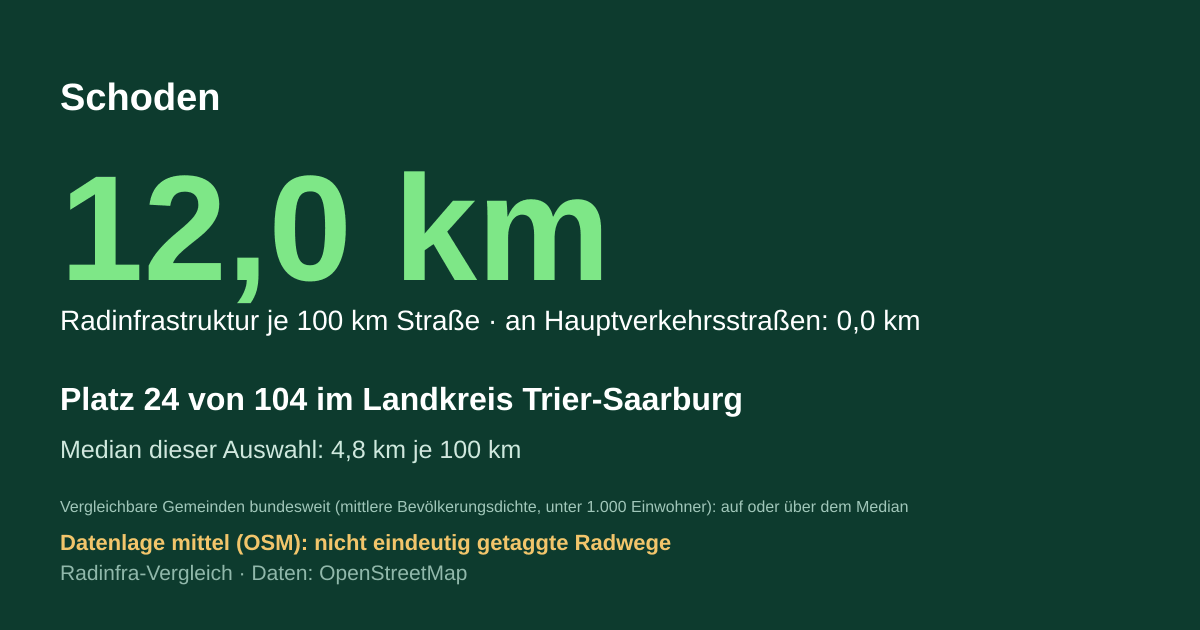 Schoden
12,0 km
Radinfrastruktur je 100 km Straße · an Hauptverkehrsstraßen: 0,0 km
Platz 24 von 104 im Landkreis Trier-Saarburg
Median dieser Auswahl: 4,8 km je 100 km
Vergleichbare Gemeinden bundesweit (mittlere Bevölkerungsdichte, unter 1.000 Einwohner): auf oder über dem Median
Datenlage mittel (OSM): nicht eindeutig getaggte Radwege
Radinfra-Vergleich · Daten: OpenStreetMap